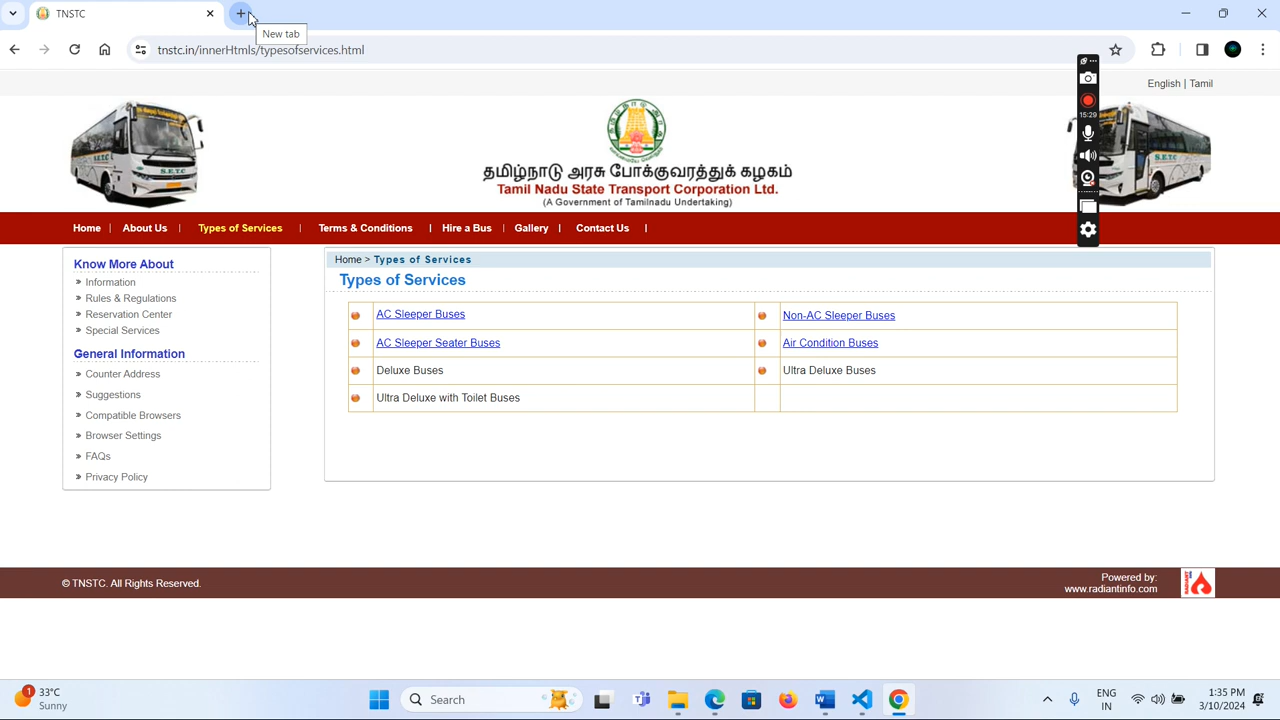 TNSTC
New tab
tnstc.in/innerHtmls/typesofservices.html
English | Tamil
15:29
S.E.T.C
S.E.T.C
தமிழ்நாடு அரசு போக்குவரத்துக் கழகம்
Tamil Nadu State Transport Corporation Ltd.
(A Government of Tamilnadu Undertaking)
Home | About Us | Types of Services | Terms & Conditions | Hire a Bus | Gallery | Contact Us |
Know More About
» Information
» Rules & Regulations
» Reservation Center
» Special Services
General Information
» Counter Address
» Suggestions
» Compatible Browsers
» Browser Settings
» FAQs
» Privacy Policy
Home > Types of Services
Types of Services
AC Sleeper Buses Non-AC Sleeper Buses
AC Sleeper Seater Buses Air Condition Buses
Deluxe Buses Ultra Deluxe Buses
Ultra Deluxe with Toilet Buses
© TNSTC. All Rights Reserved.
Powered by:
www.radiantinfo.com
RADIANT
1
33°C
Sunny
Search
ENG
IN
1:35 PM
3/10/2024